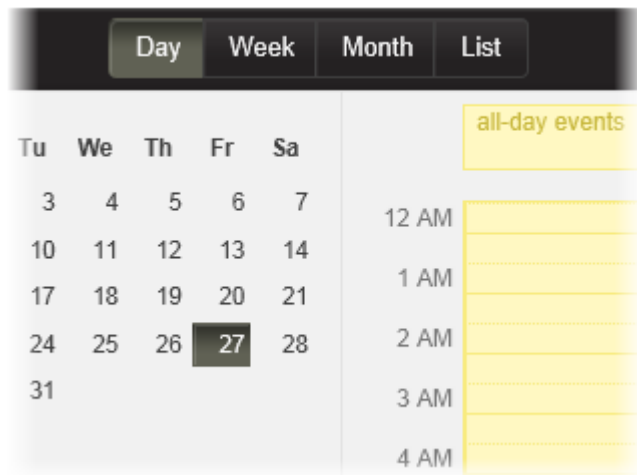 Day Week Month List
all-day events
Tu We Th Fr Sa
3 4 5 6 7
10 11 12 13 14
17 18 19 20 21
24 25 26 27 28
31
12 AM
1 AM
2 AM
3 AM
4 AM